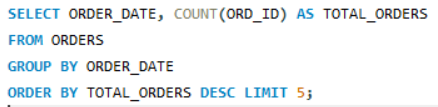 SELECT ORDER_DATE, COUNT(ORD_ID) AS TOTAL_ORDERS
FROM ORDERS
GROUP BY ORDER_DATE
ORDER BY TOTAL_ORDERS DESC LIMIT 5;